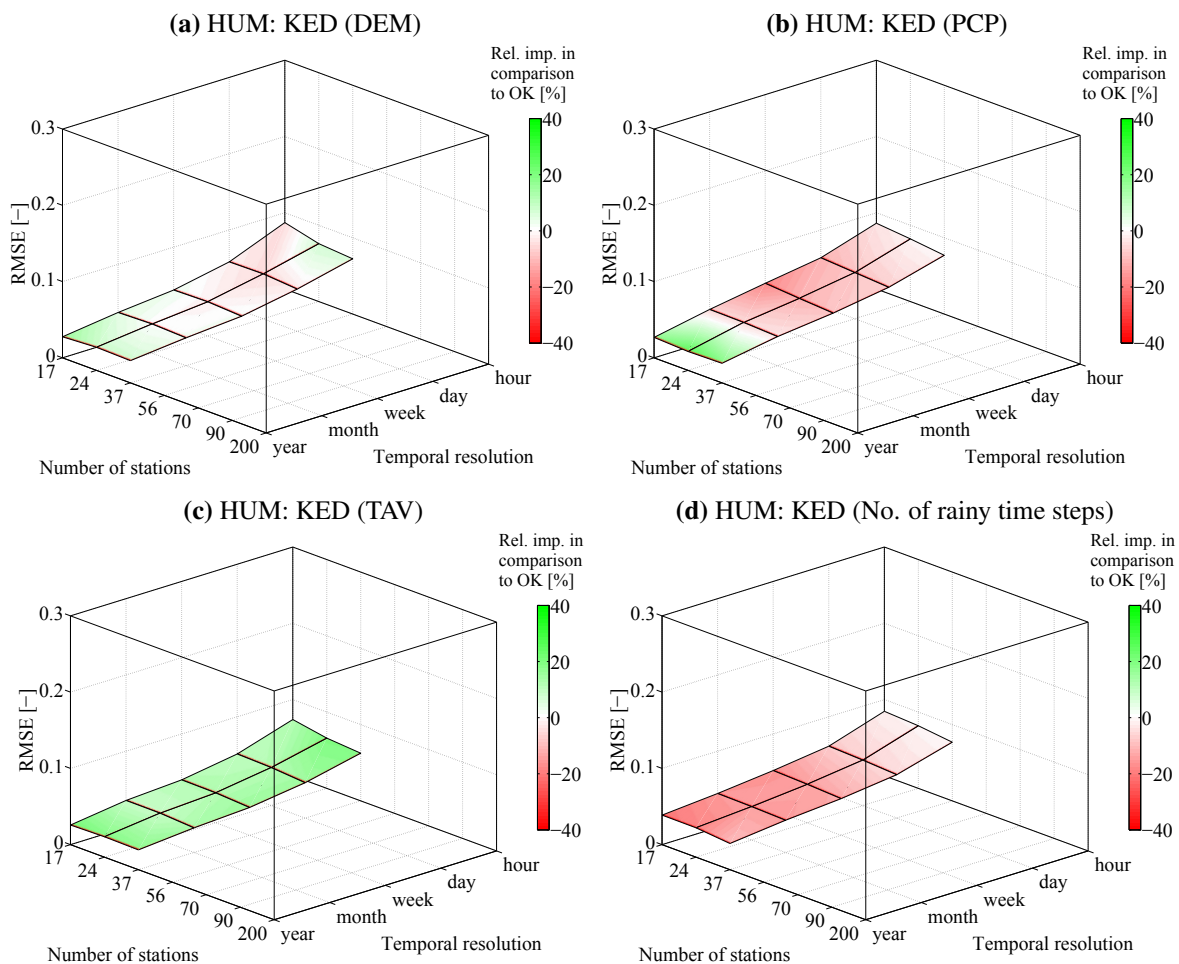 (a) HUM: KED (DEM)
Rel. imp. in
comparison
to OK [%]
40
20
0
−20
−40
0.3
0.2
0.1
0
RMSE [−]
17
24
37
56
70
90
200
Number of stations
year
month
week
day
hour
Temporal resolution
(b) HUM: KED (PCP)
Rel. imp. in
comparison
to OK [%]
40
20
0
−20
−40
0.3
0.2
0.1
0
RMSE [−]
17
24
37
56
70
90
200
Number of stations
year
month
week
day
hour
Temporal resolution
(c) HUM: KED (TAV)
Rel. imp. in
comparison
to OK [%]
40
20
0
−20
−40
0.3
0.2
0.1
0
RMSE [−]
17
24
37
56
70
90
200
Number of stations
year
month
week
day
hour
Temporal resolution
(d) HUM: KED (No. of rainy time steps)
Rel. imp. in
comparison
to OK [%]
40
20
0
−20
−40
0.3
0.2
0.1
0
RMSE [−]
17
24
37
56
70
90
200
Number of stations
year
month
week
day
hour
Temporal resolution